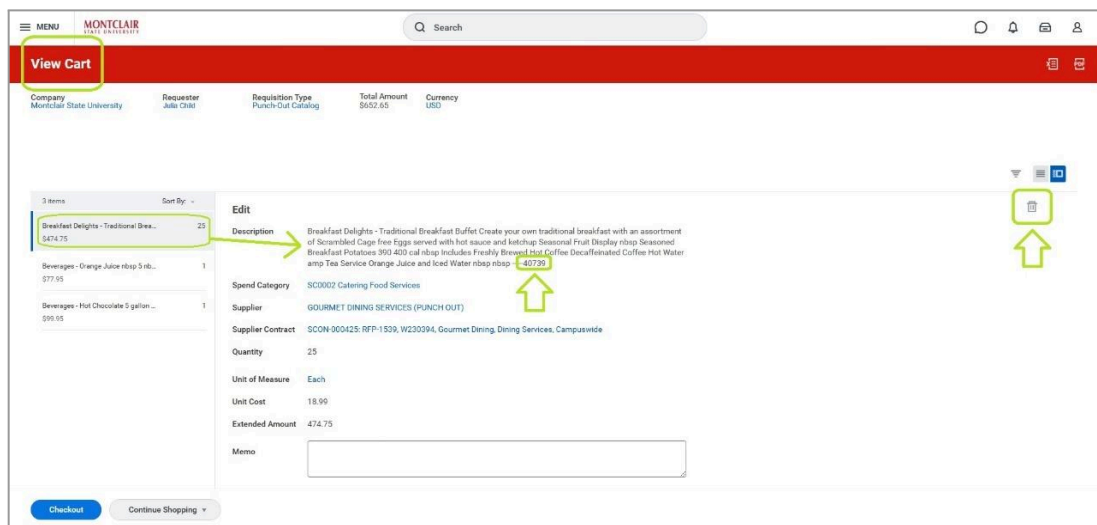 MENU
MONTCLAIR
STATE UNIVERSITY
Search
View Cart
Company
Montclair State University
Requester
Julia Child
Requisition Type
Punch-Out Catalog
Total Amount
$652.65
Currency
USD
3 items
Sort By:
Breakfast Delights - Traditional Brea...
25
$474.75
Beverages - Orange Juice nbsp 5 nb...
1
$77.95
Beverages - Hot Chocolate 5 gallon ...
1
$99.95
Edit
Description
Breakfast Delights - Traditional Breakfast Buffet Create your own traditional breakfast with an assortment
of Scrambled Cage free Eggs served with hot sauce and ketchup Seasonal Fruit Display nbsp Seasoned
Breakfast Potatoes 390 400 cal nbsp Includes Freshly Brewed Hot Coffee Decaffeinated Coffee Hot Water
amp Tea Service Orange Juice and Iced Water nbsp nbsp - - 40739
Spend Category
SC0002 Catering Food Services
Supplier
GOURMET DINING SERVICES (PUNCH OUT)
Supplier Contract
SCON-000425: RFP-1539, W230394, Gourmet Dining, Dining Services, Campuswide
Quantity
25
Unit of Measure
Each
Unit Cost
18.99
Extended Amount
474.75
Memo
Checkout
Continue Shopping